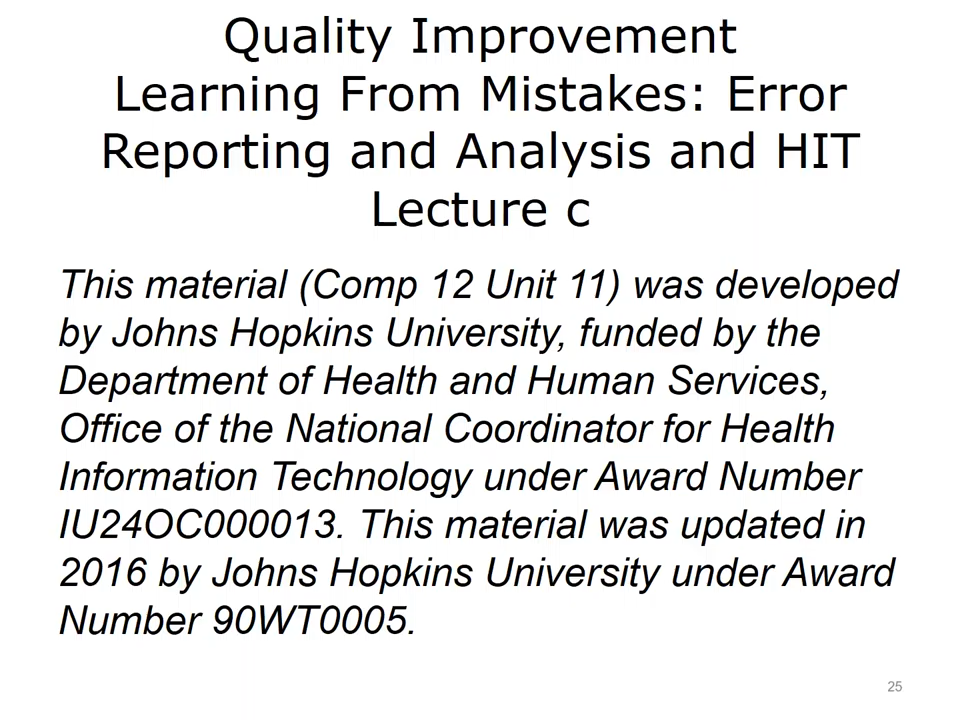 Quality Improvement
Learning From Mistakes: Error
Reporting and Analysis and HIT
Lecture c
This material (Comp 12 Unit 11) was developed
by Johns Hopkins University, funded by the
Department of Health and Human Services,
Office of the National Coordinator for Health
Information Technology under Award Number
IU24OC000013. This material was updated in
2016 by Johns Hopkins University under Award
Number 90WT0005.
25